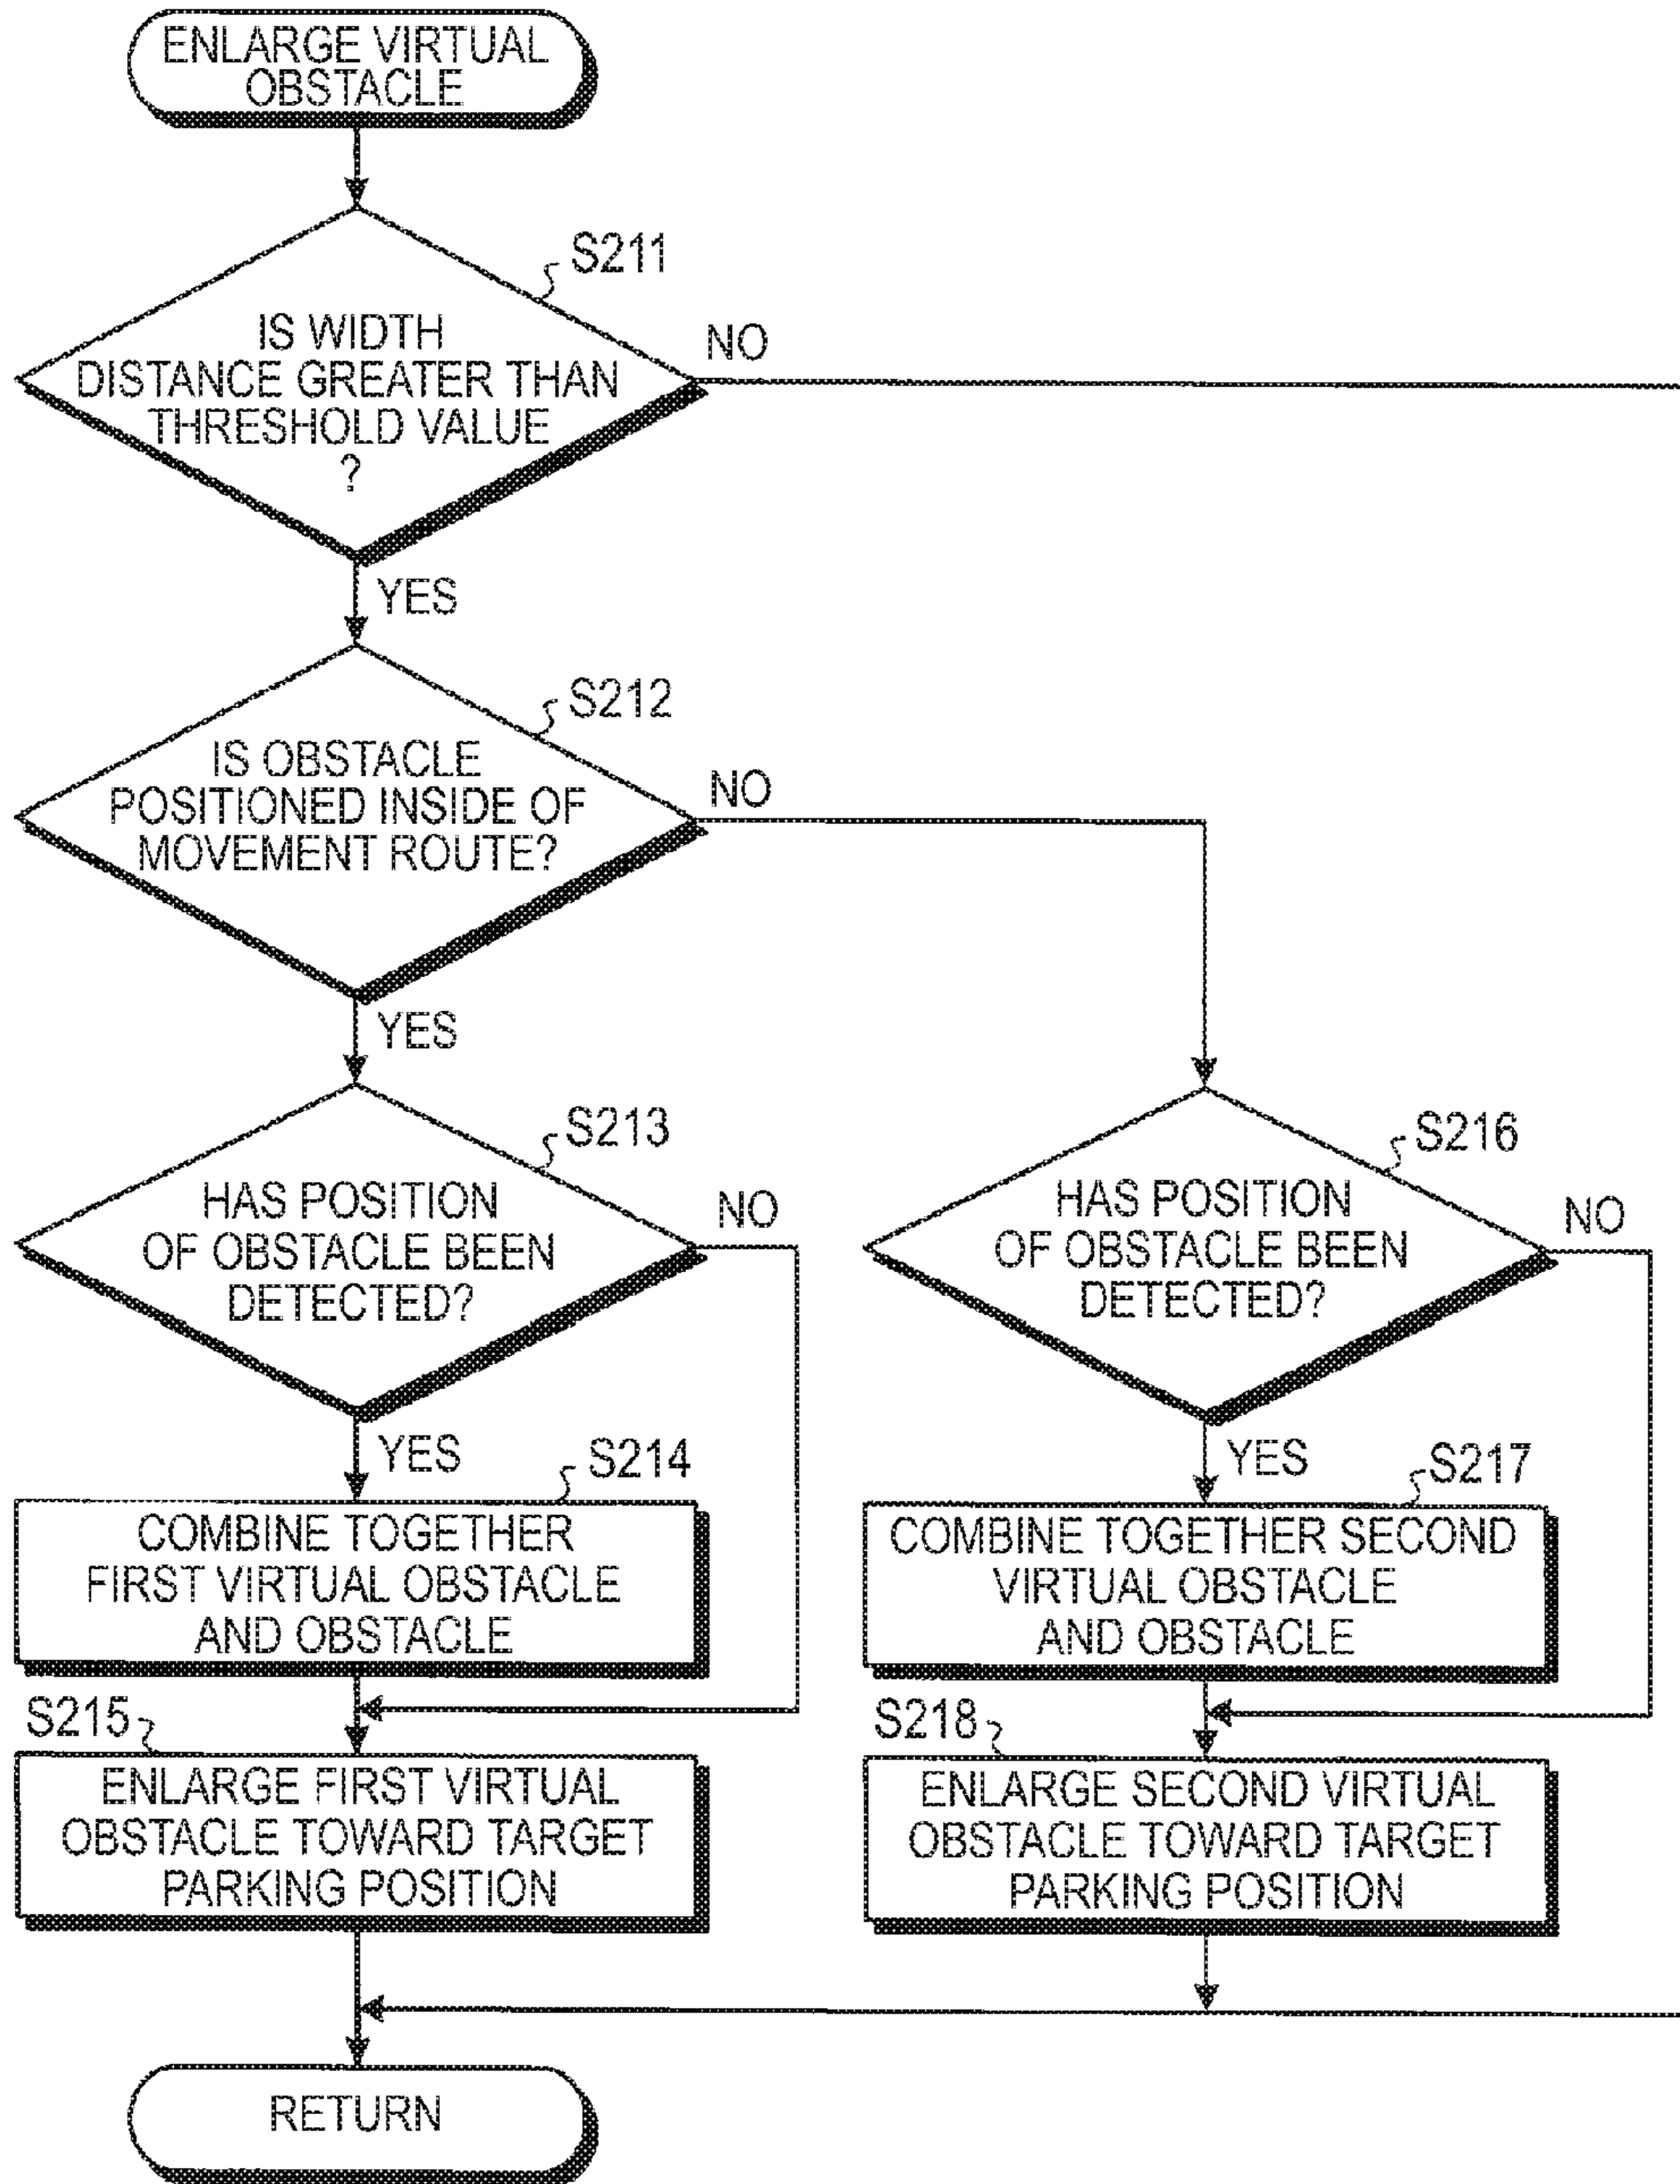 ENLARGE VIRTUAL
OBSTACLE
S211
IS WIDTH
DISTANCE GREATER THAN
THRESHOLD VALUE
?
NO
YES
S212
IS OBSTACLE
POSITIONED INSIDE OF
MOVEMENT ROUTE?
NO
YES
S213
HAS POSITION
OF OBSTACLE BEEN
DETECTED?
NO
YES
S214
COMBINE TOGETHER
FIRST VIRTUAL OBSTACLE
AND OBSTACLE
S215
ENLARGE FIRST VIRTUAL
OBSTACLE TOWARD TARGET
PARKING POSITION
S216
HAS POSITION
OF OBSTACLE BEEN
DETECTED?
NO
YES
S217
COMBINE TOGETHER SECOND
VIRTUAL OBSTACLE
AND OBSTACLE
S218
ENLARGE SECOND VIRTUAL
OBSTACLE TOWARD TARGET
PARKING POSITION
RETURN